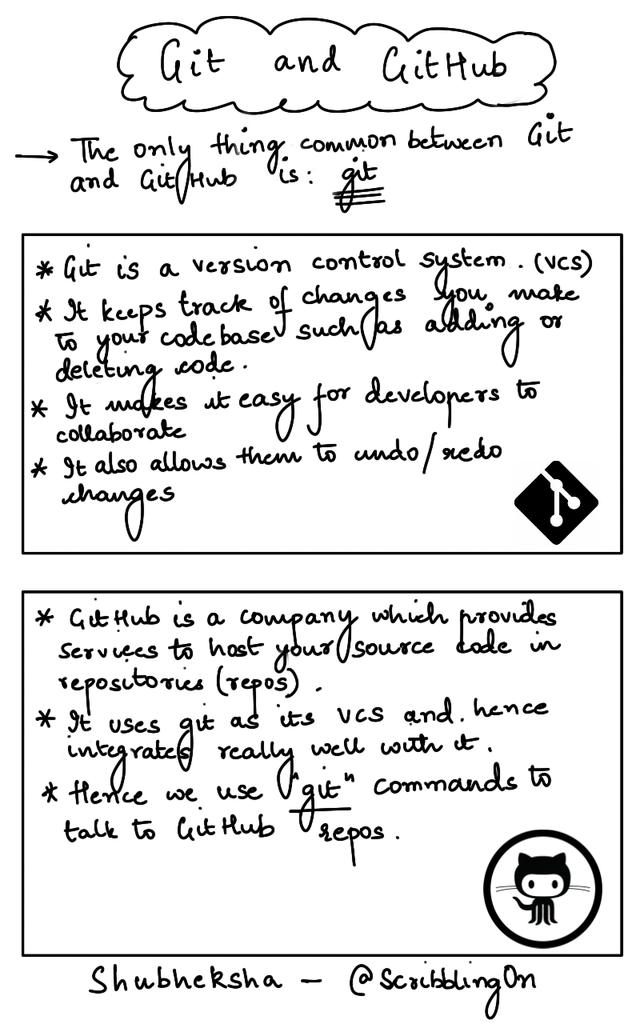 Git and GitHub
→ The only thing common between Git
and GitHub is: git
* Git is a version control system. (VCS)
* It keeps track of changes you make
to your codebase such as adding or
deleting code.
* It makes it easy for developers to
collaborate
* It also allows them to undo/redo
changes
* GitHub is a company which provides
services to host your source code in
repositories (repos).
* It uses git as its VCS and hence
integrates really well with it.
* Hence we use "git" commands to
talk to GitHub repos.
Shubheksha - @ScribblingOn